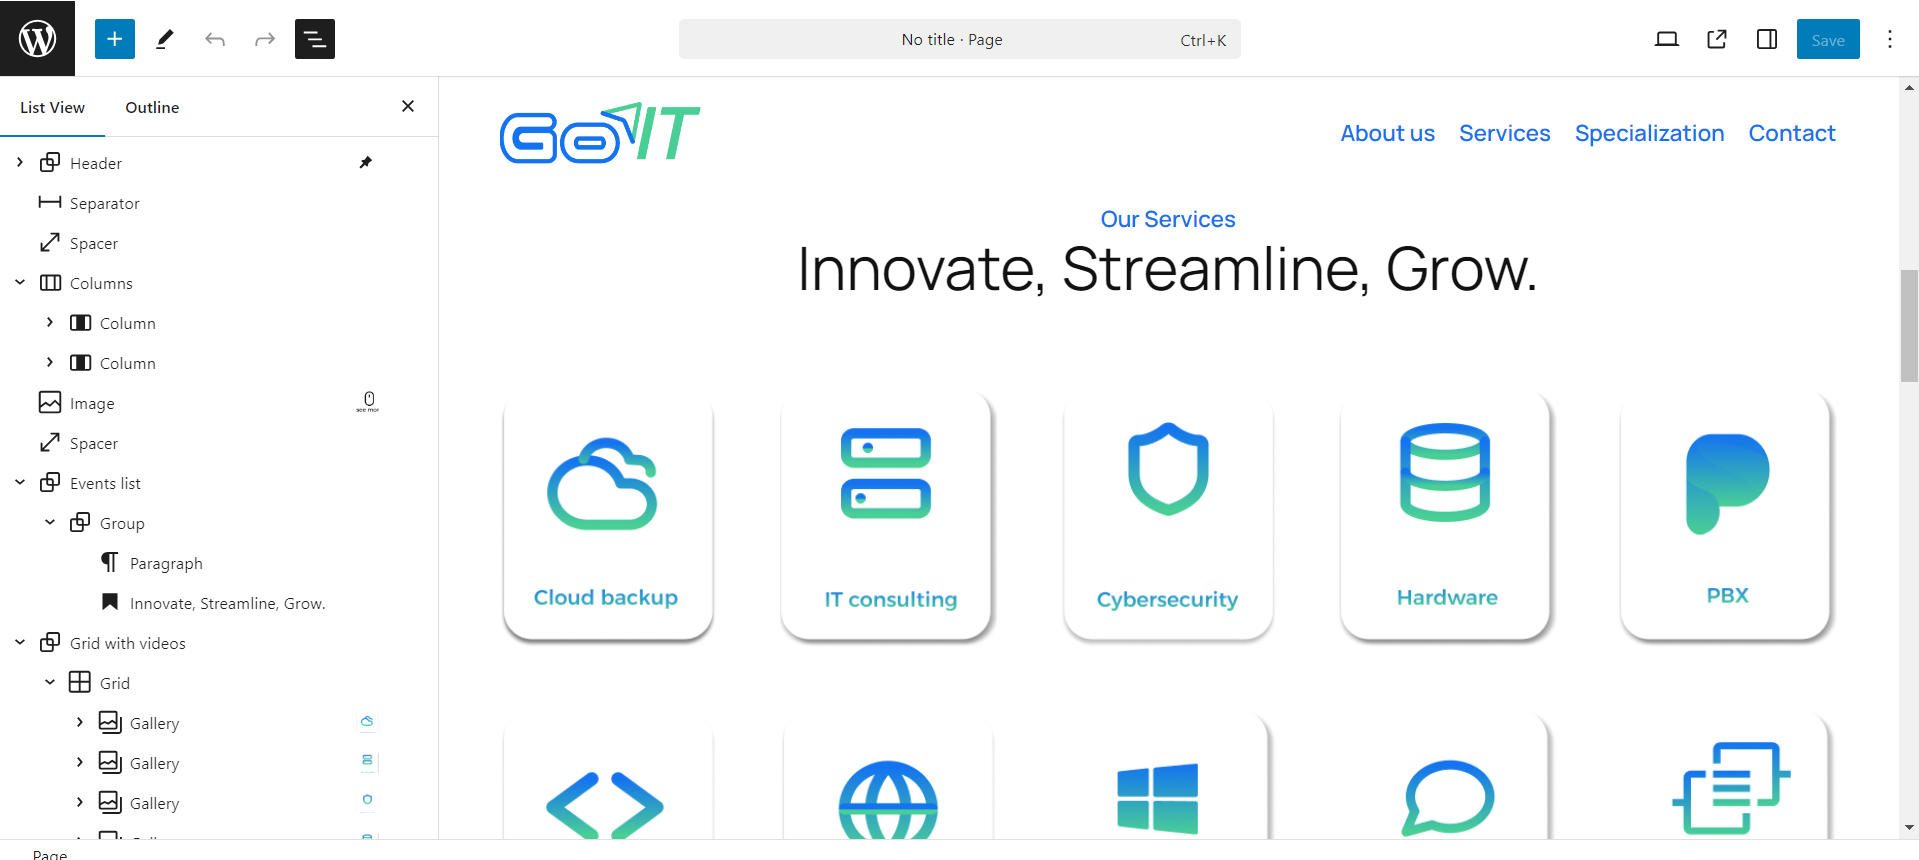 No title · Page
Ctrl+K
Save
List View
Outline
Header
Separator
Spacer
Columns
Column
Column
Image
Spacer
Events list
Group
Paragraph
Innovate, Streamline, Grow.
Grid with videos
Grid
Gallery
Gallery
Gallery
Page
GoIT
About us
Services
Specialization
Contact
Our Services
Innovate, Streamline, Grow.
Cloud backup
IT consulting
Cybersecurity
Hardware
PBX